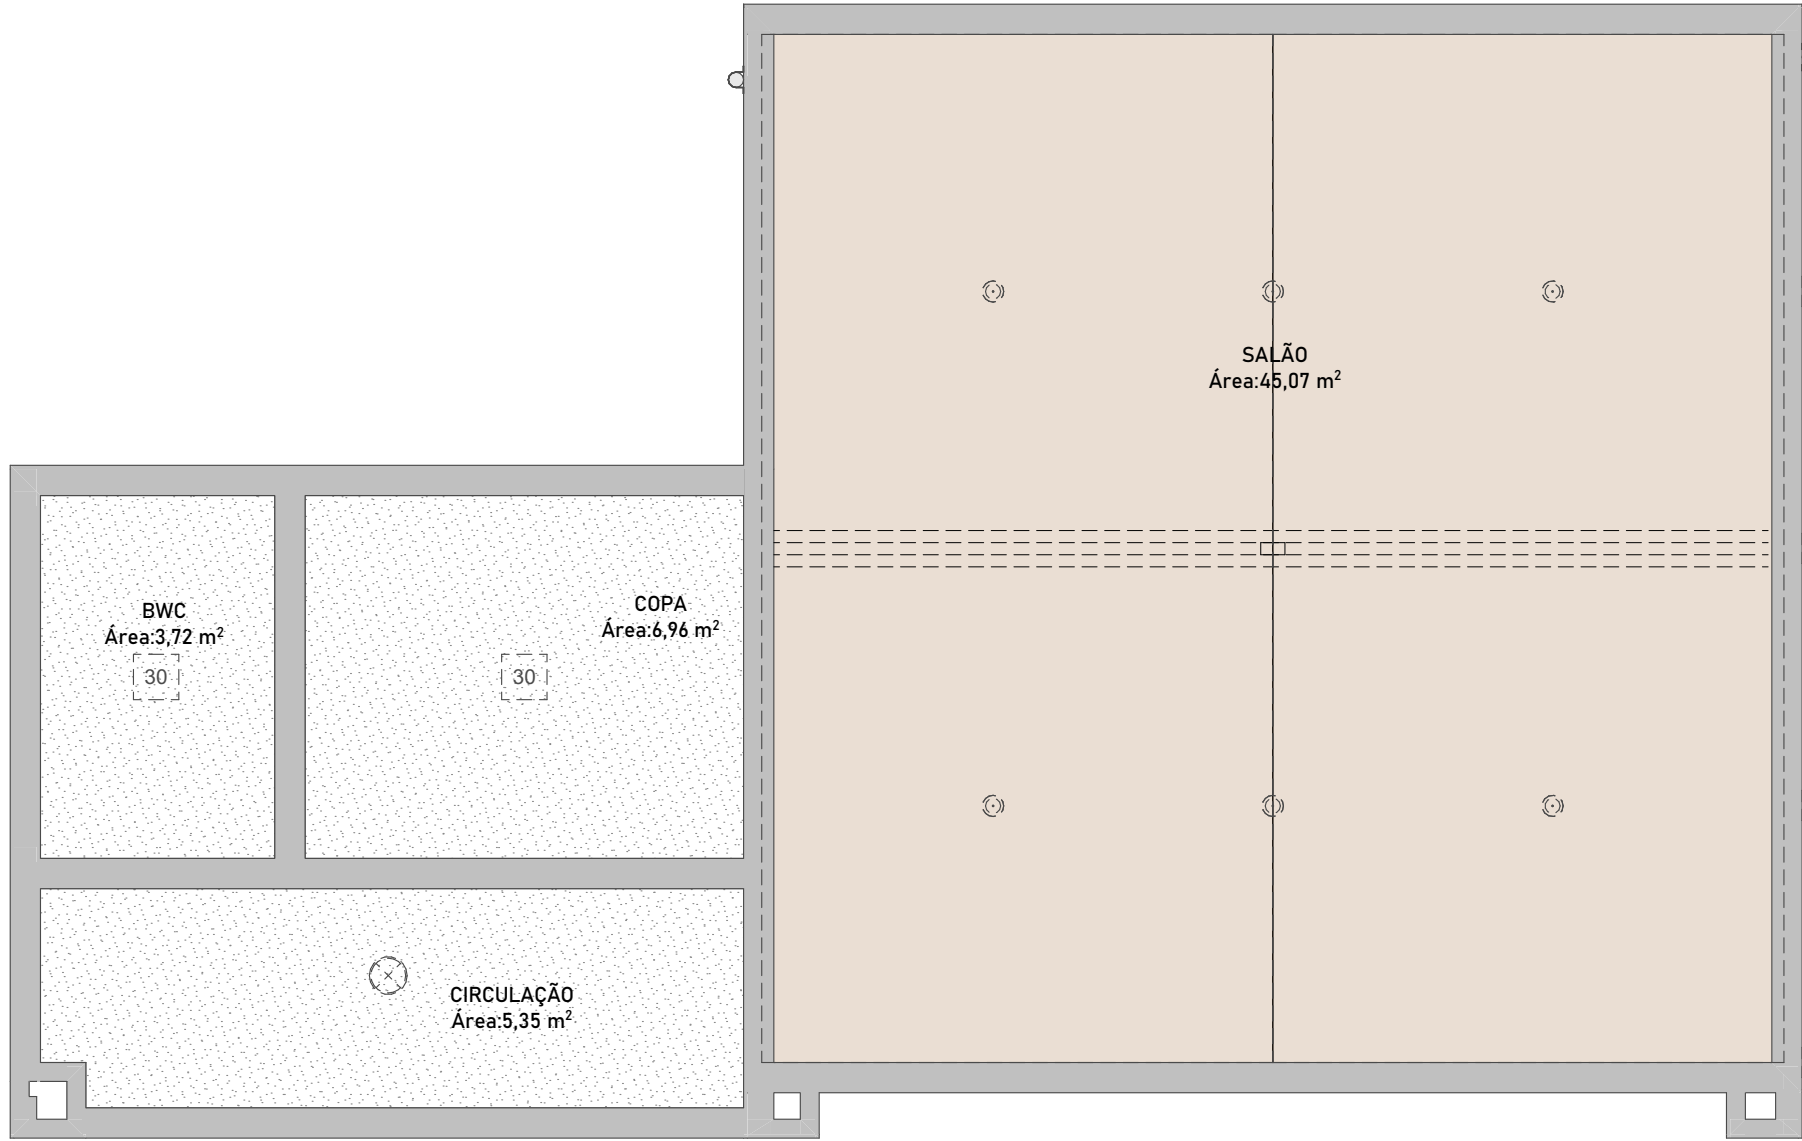 SALÃO
Área:45,07 m²
BWC
Área:3,72 m²
30
COPA
Área:6,96 m²
30
CIRCULAÇÃO
Área:5,35 m²